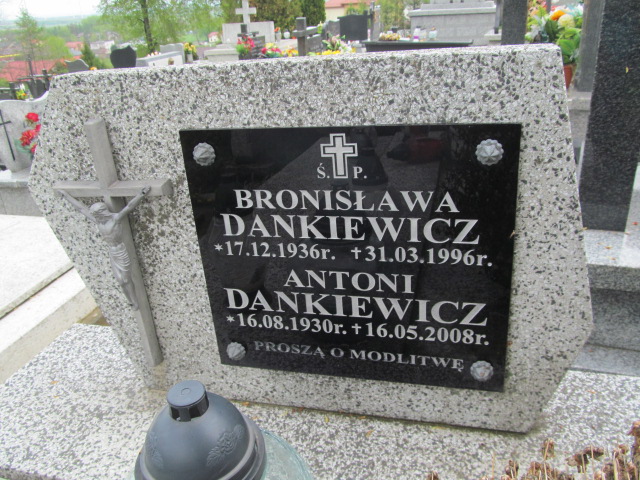 Ś. P.
BRONISŁAWA
DANKIEWICZ
*17.12.1936r. +31.03.1996r.
ANTONI
DANKIEWICZ
*16.08.1930r. +16.05.2008r.
PROSZĄ O MODLITWĘ